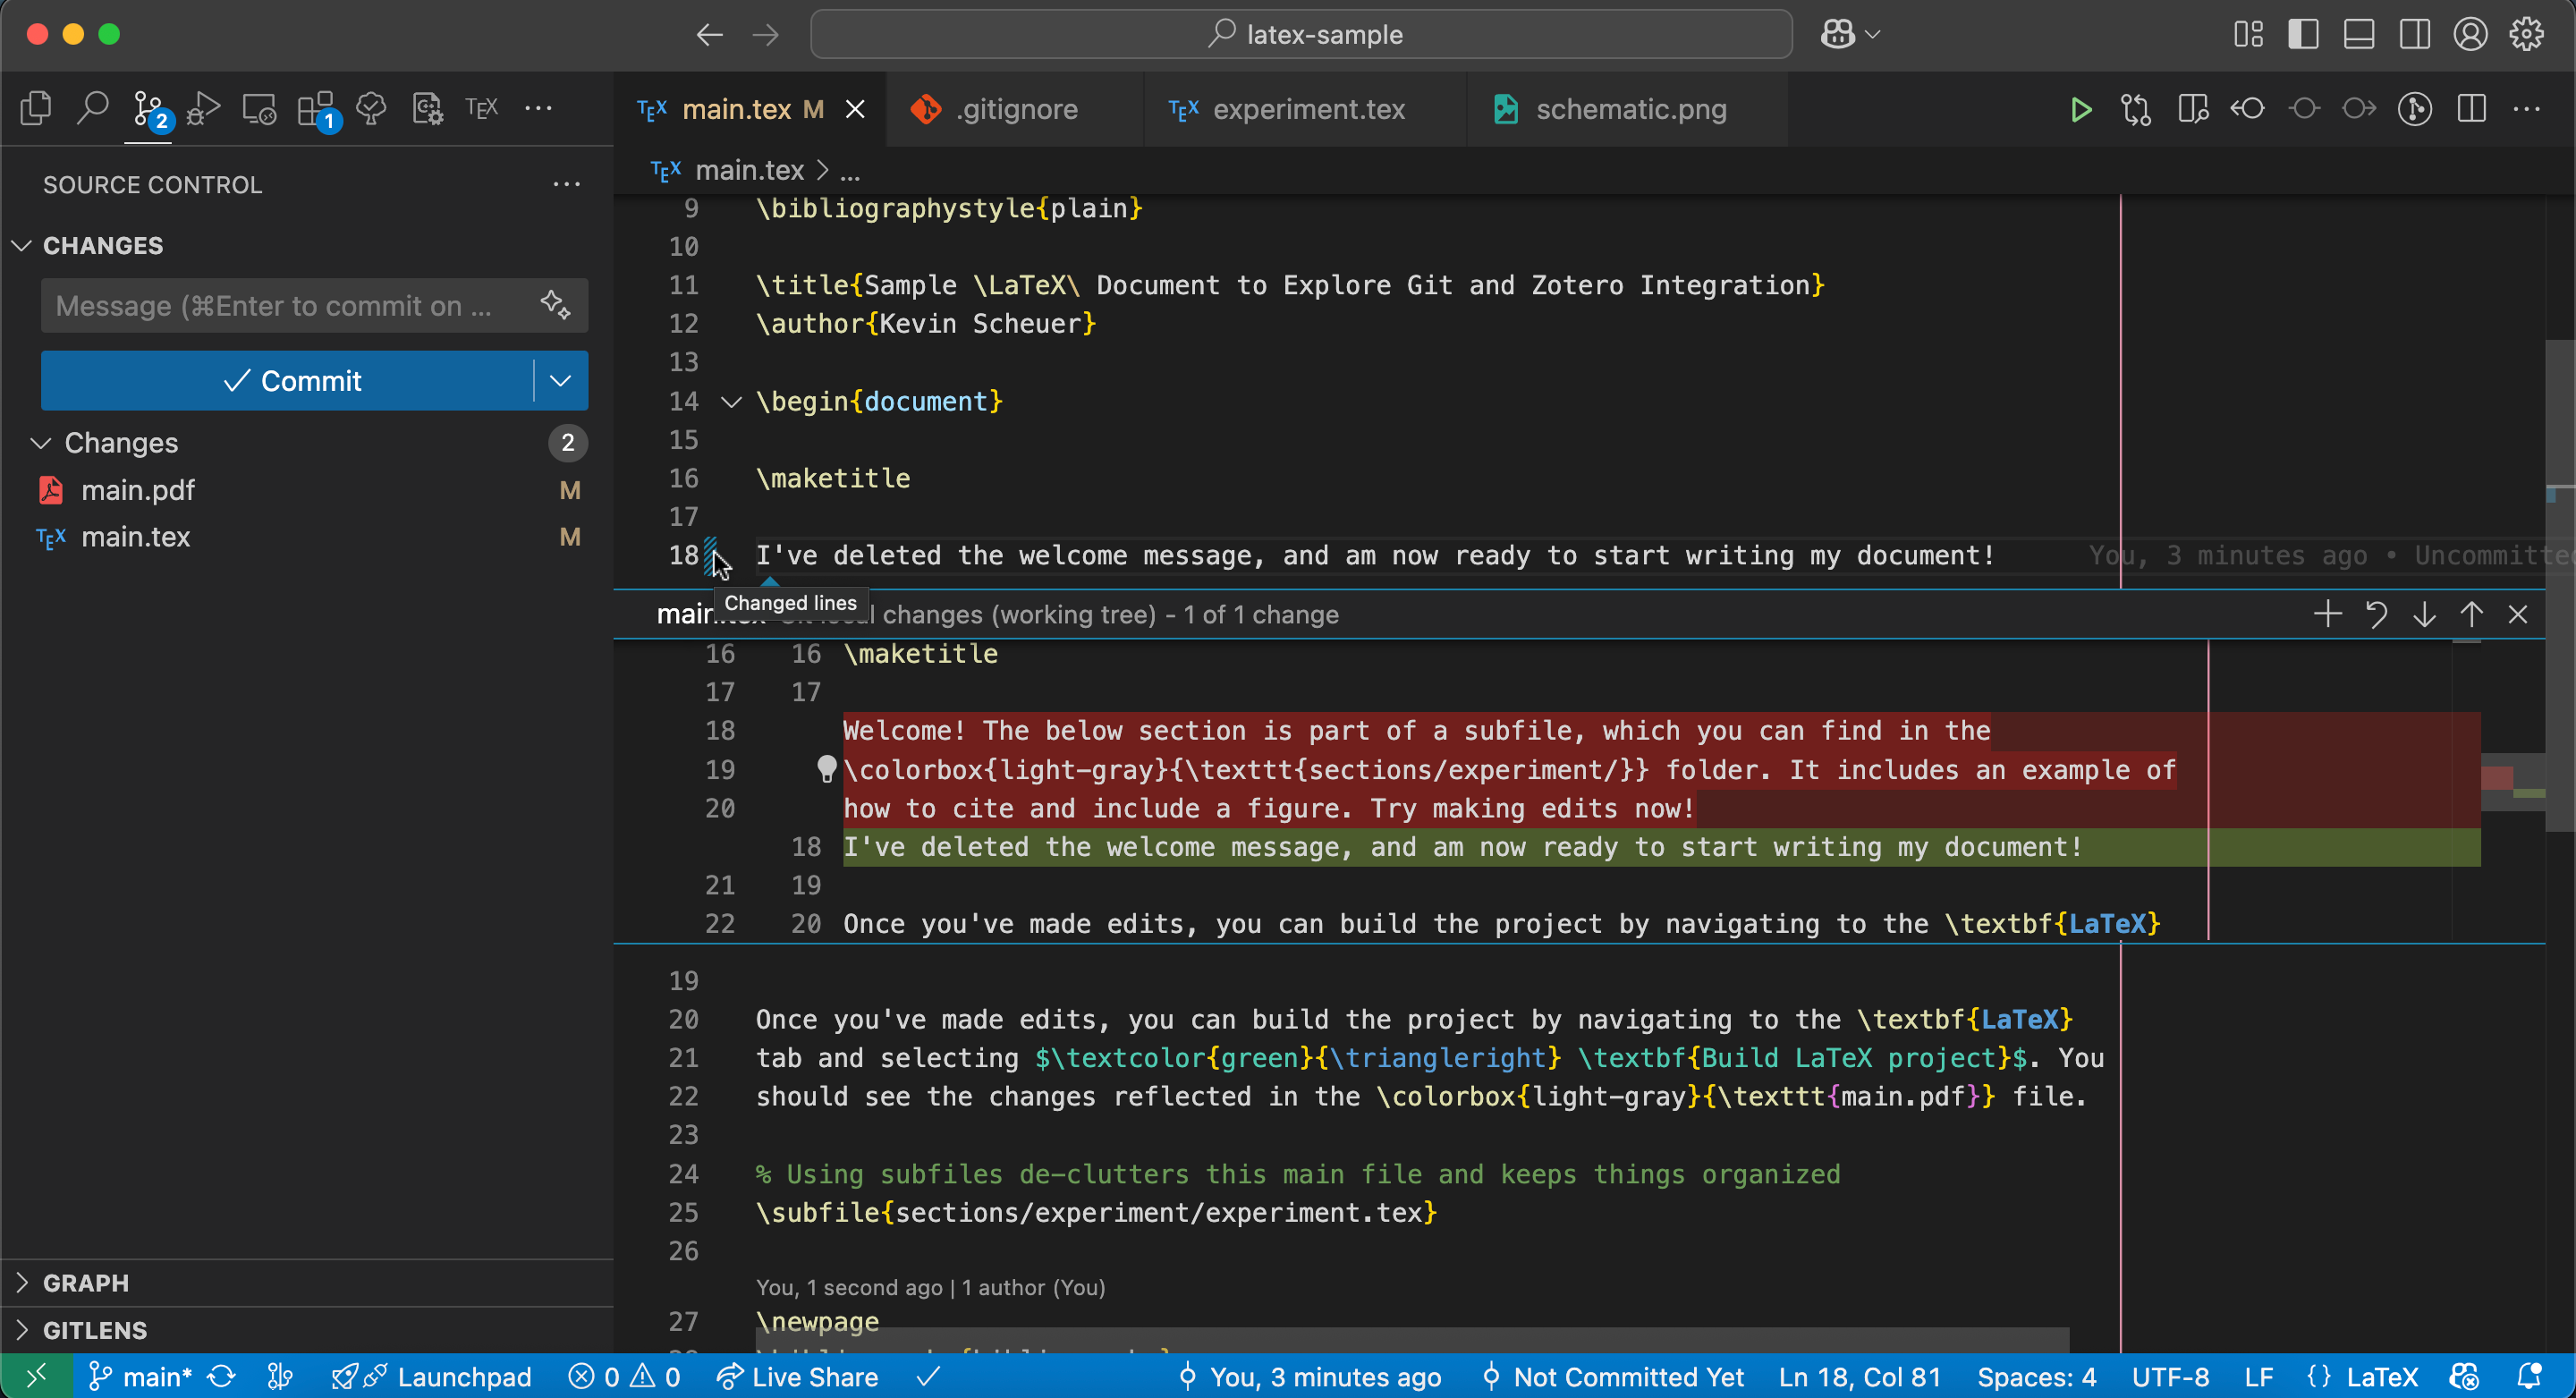 latex-sample
2
1
TEX
TEX main.tex M
.gitignore
TEX experiment.tex
schematic.png
SOURCE CONTROL
TEX main.tex > ...
CHANGES
Message (⌘Enter to commit on ...
Commit
Changes 2
main.pdf M
TEX main.tex M
9 \bibliographystyle{plain}
10
11 \title{Sample \LaTeX\ Document to Explore Git and Zotero Integration}
12 \author{Kevin Scheuer}
13
14 \begin{document}
15
16 \maketitle
17
18 I've deleted the welcome message, and am now ready to start writing my document! You, 3 minutes ago • Uncommitted
Changed lines
changes (working tree) - 1 of 1 change
16 16 \maketitle
17 17
18 Welcome! The below section is part of a subfile, which you can find in the
19 \colorbox{light-gray}{\texttt{sections/experiment/}} folder. It includes an example of
20 how to cite and include a figure. Try making edits now!
18 I've deleted the welcome message, and am now ready to start writing my document!
21 19
22 20 Once you've made edits, you can build the project by navigating to the \textbf{LaTeX}
19
20 Once you've made edits, you can build the project by navigating to the \textbf{LaTeX}
21 tab and selecting $\textcolor{green}{\triangleright} \textbf{Build LaTeX project}$. You
22 should see the changes reflected in the \colorbox{light-gray}{\texttt{main.pdf}} file.
23
24 % Using subfiles de-clutters this main file and keeps things organized
25 \subfile{sections/experiment/experiment.tex}
26
You, 1 second ago | 1 author (You)
27 \newpage
GRAPH
GITLENS
main* Launchpad 0 0 Live Share You, 3 minutes ago Not Committed Yet Ln 18, Col 81 Spaces: 4 UTF-8 LF {} LaTeX